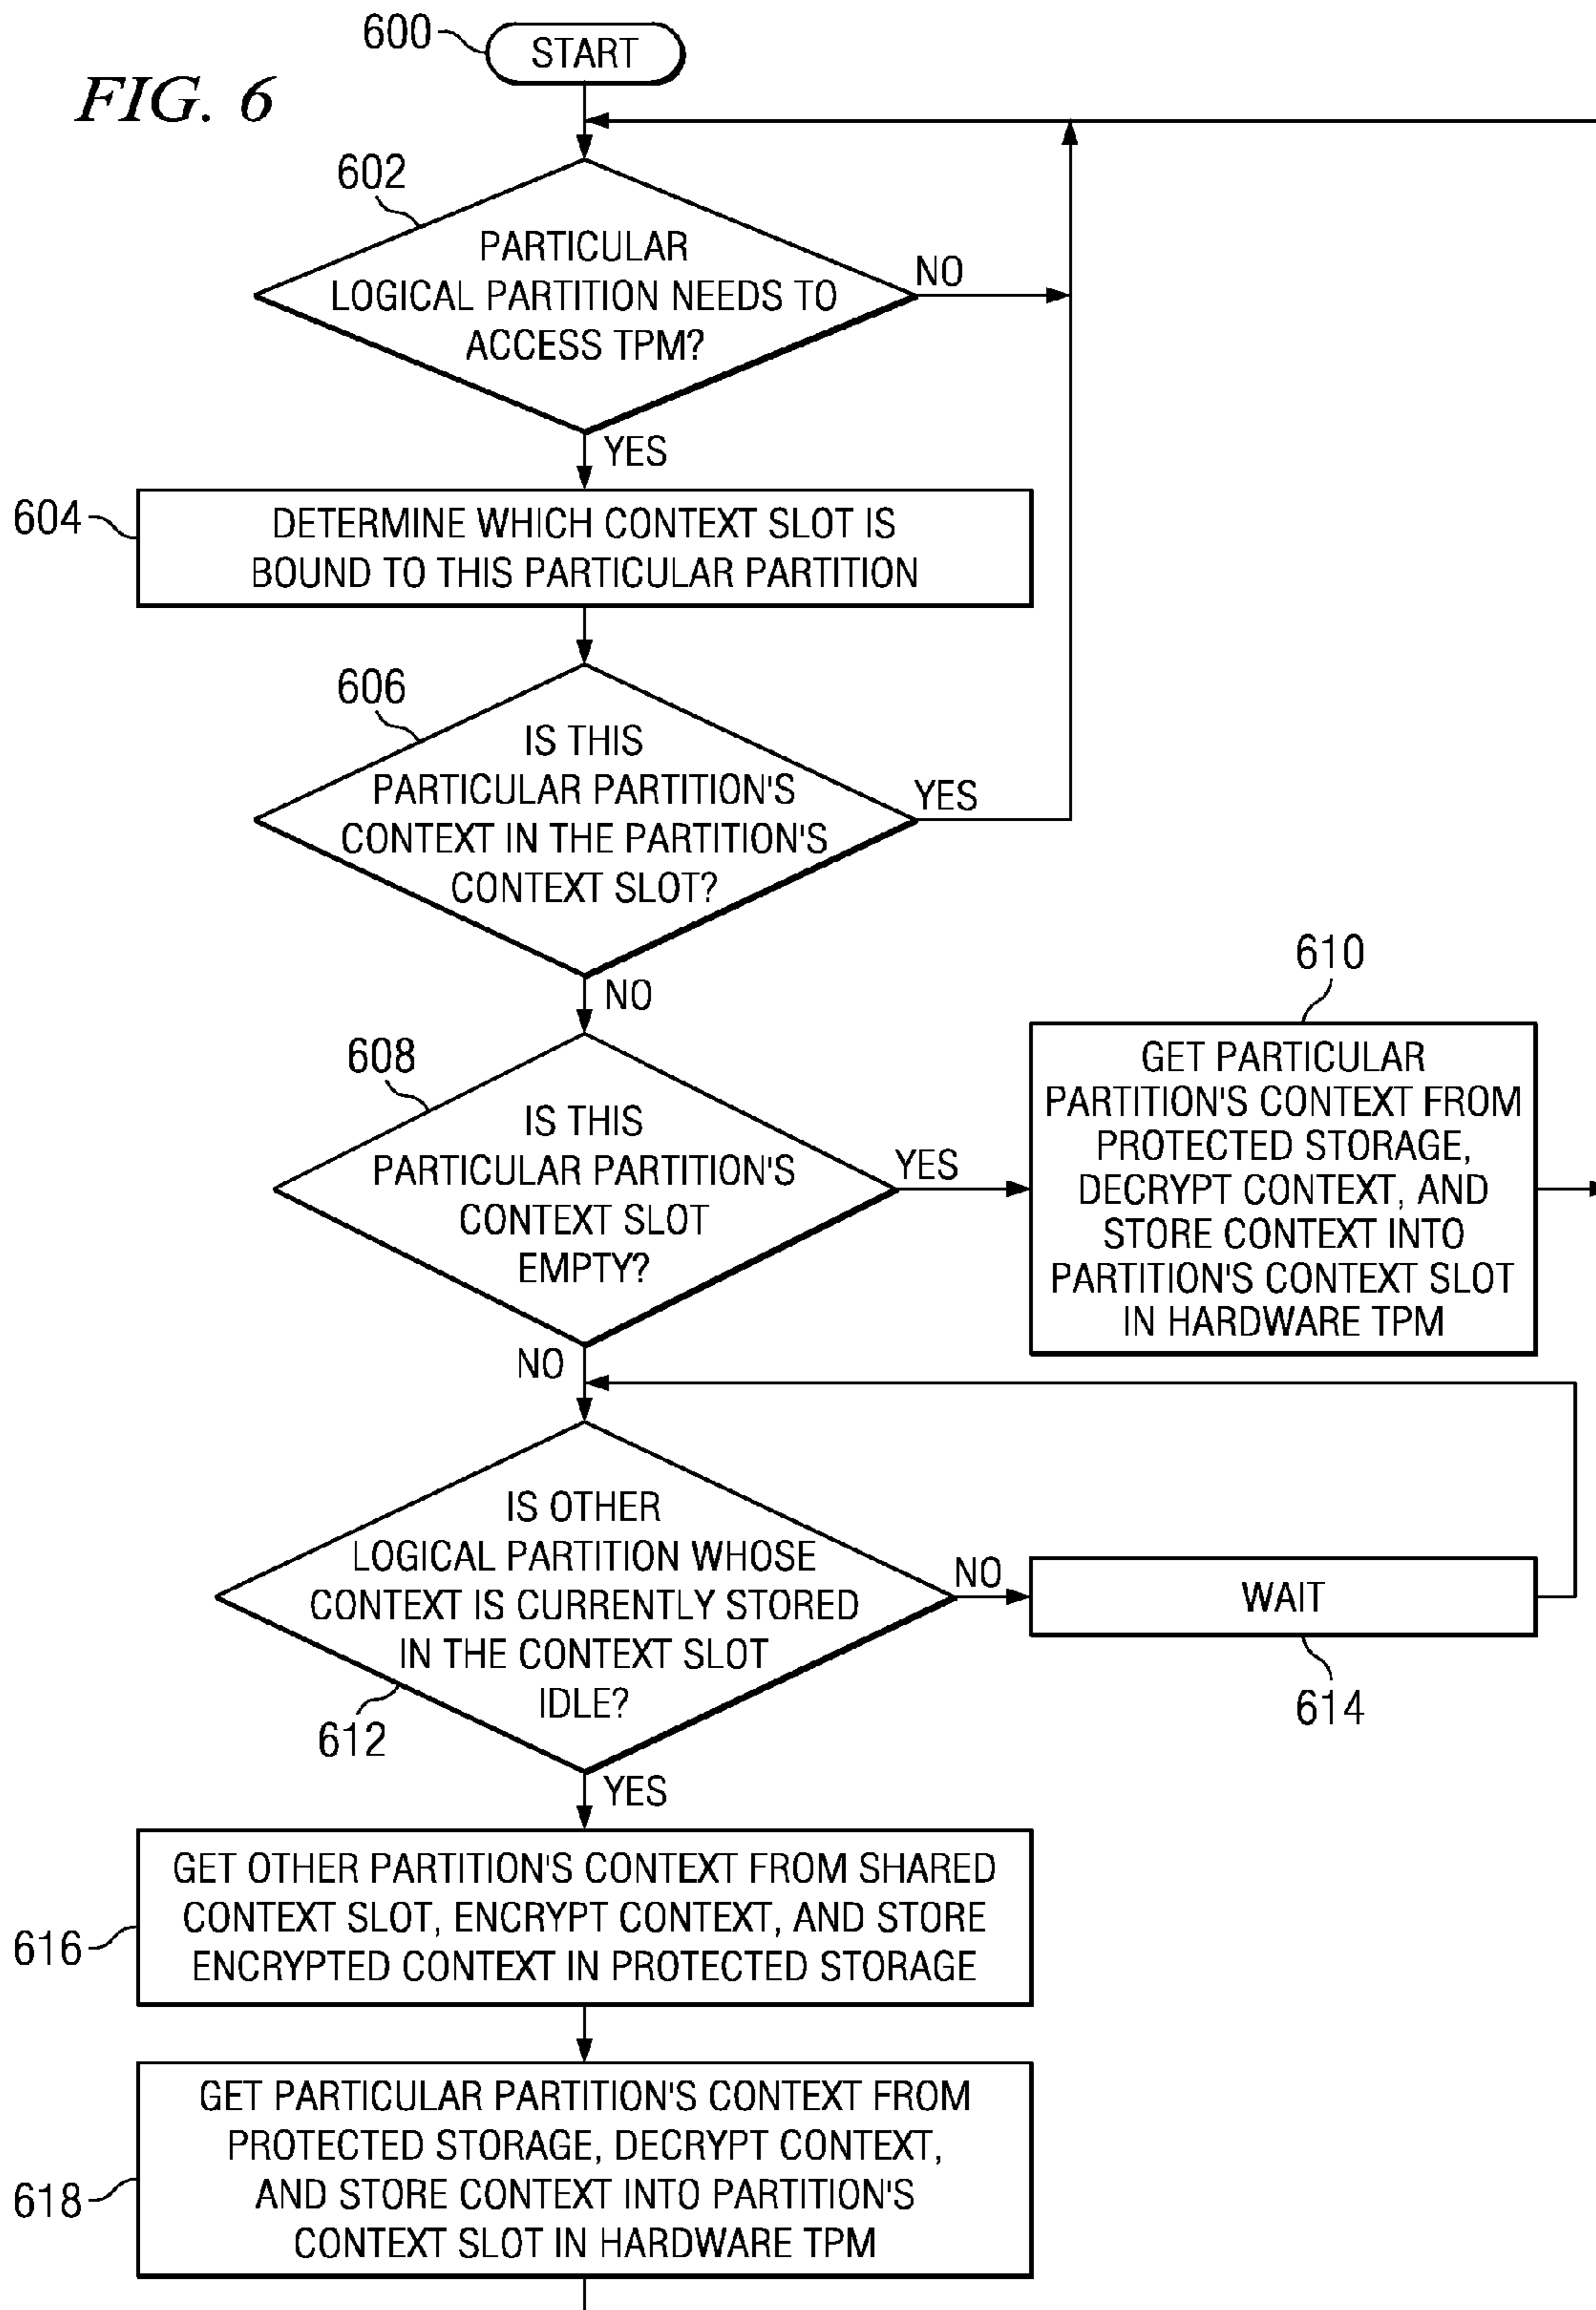 600
START
FIG. 6
602
PARTICULAR
LOGICAL PARTITION NEEDS TO
ACCESS TPM?
NO
YES
604
DETERMINE WHICH CONTEXT SLOT IS
BOUND TO THIS PARTICULAR PARTITION
606
IS THIS
PARTICULAR PARTITION'S
CONTEXT IN THE PARTITION'S
CONTEXT SLOT?
YES
NO
608
IS THIS
PARTICULAR PARTITION'S
CONTEXT SLOT
EMPTY?
YES
610
GET PARTICULAR
PARTITION'S CONTEXT FROM
PROTECTED STORAGE,
DECRYPT CONTEXT, AND
STORE CONTEXT INTO
PARTITION'S CONTEXT SLOT
IN HARDWARE TPM
NO
IS OTHER
LOGICAL PARTITION WHOSE
CONTEXT IS CURRENTLY STORED
IN THE CONTEXT SLOT
IDLE?
612
NO
WAIT
614
YES
616
GET OTHER PARTITION'S CONTEXT FROM SHARED
CONTEXT SLOT, ENCRYPT CONTEXT, AND STORE
ENCRYPTED CONTEXT IN PROTECTED STORAGE
618
GET PARTICULAR PARTITION'S CONTEXT FROM
PROTECTED STORAGE, DECRYPT CONTEXT,
AND STORE CONTEXT INTO PARTITION'S
CONTEXT SLOT IN HARDWARE TPM